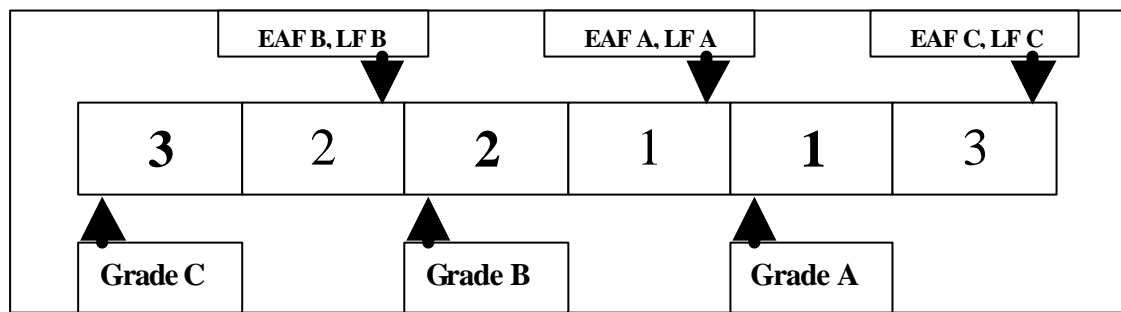 EAF B, LF B EAF A, LF A EAF C, LF C
3 2 2 1 1 3
Grade C Grade B Grade A